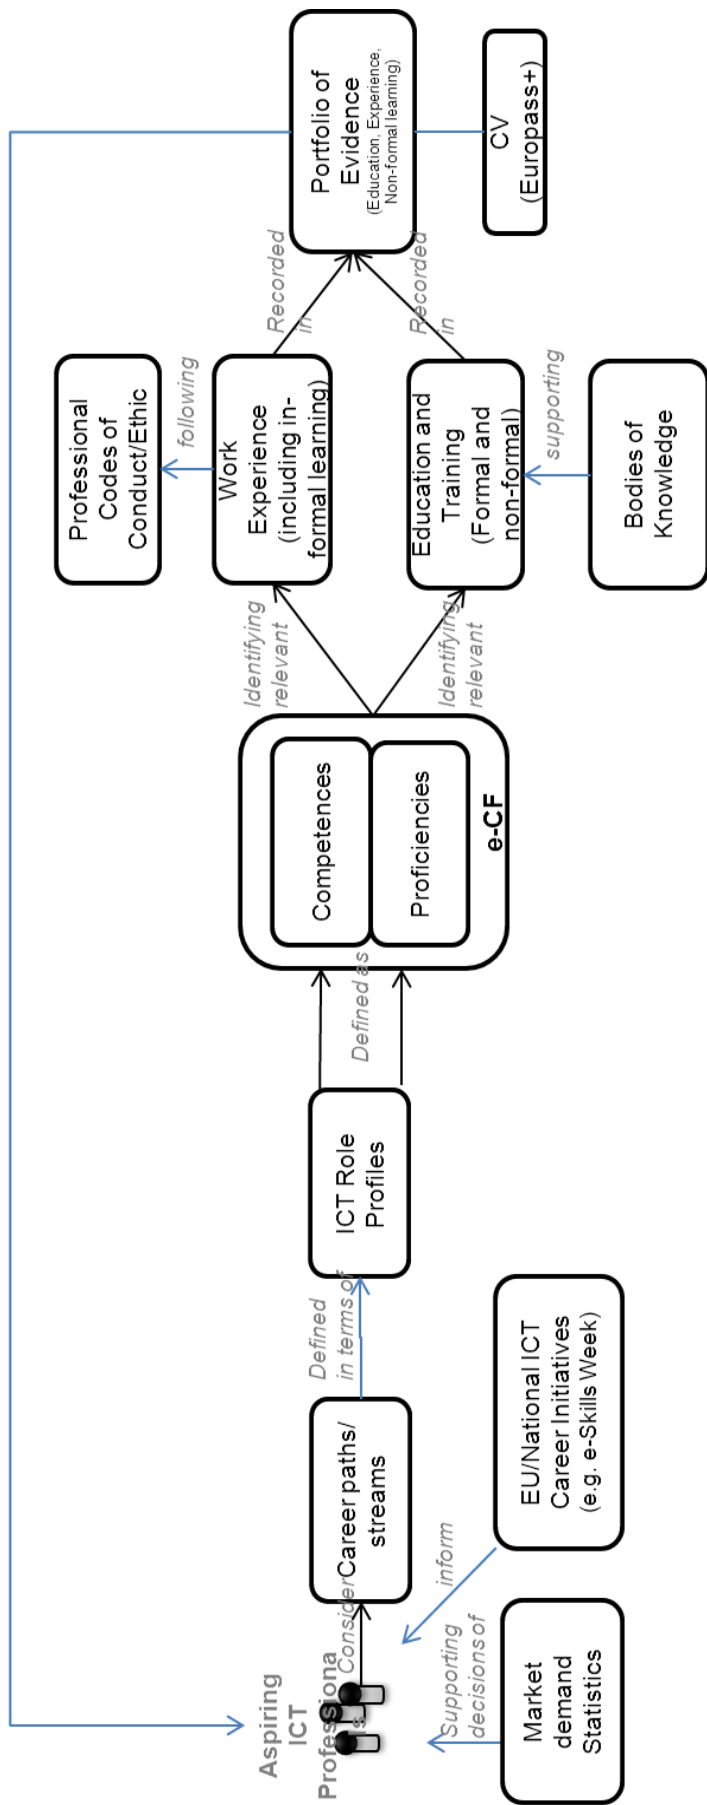 Aspiring
ICT
Professiona
ls
Consider
Career paths/
streams
Defined
in terms of
ICT Role
Profiles
Defined as
Competences
Proficiencies
e-CF
Identifying
relevant
Identifying
relevant
Professional
Codes of
Conduct/Ethic
following
Work
Experience
(including in-
formal learning)
Education and
Training
(Formal and
non-formal)
supporting
Bodies of
Knowledge
Recorded
in
Recorded
in
Portfolio of
Evidence
(Education, Experience,
Non-formal learning)
CV
(Europass+)
Supporting
decisions of
inform
Market
demand
Statistics
EU/National ICT
Career Initiatives
(e.g. e-Skills Week)